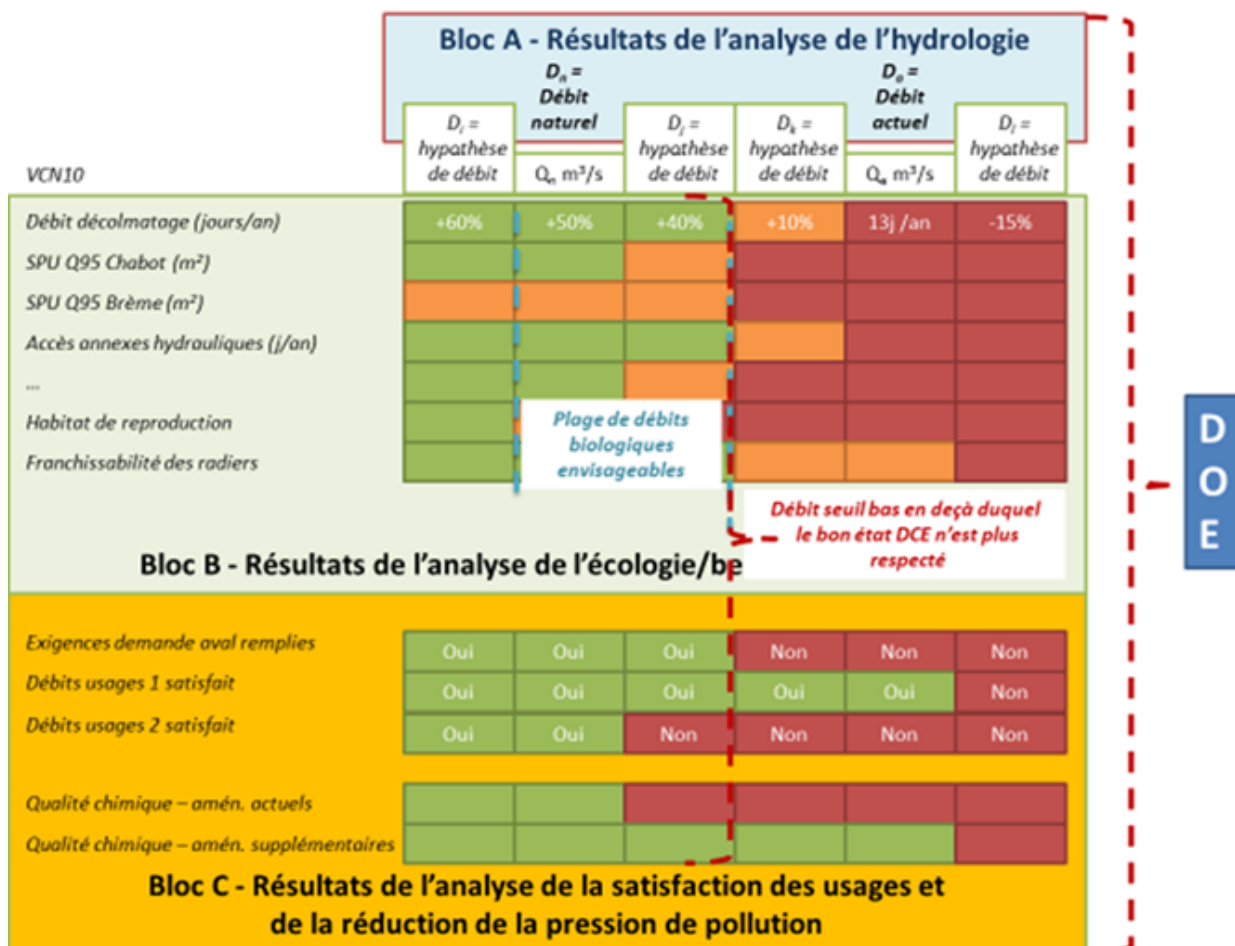 Bloc A - Résultats de l'analyse de l'hydrologie
Dn =
Débit
naturel
Da =
Débit
actuel
Di =
hypothèse
de débit
Qn m³/s
Dj =
hypothèse
de débit
Dk =
hypothèse
de débit
Qa m³/s
Dl =
hypothèse
de débit
VCN10
Débit décolmatage (jours/an) +60% +50% +40% +10% 13j /an -15%
SPU Q95 Chabot (m²)
SPU Q95 Brème (m²)
Accès annexes hydrauliques (j/an)
...
Habitat de reproduction
Franchissabilité des radiers
Plage de débits
biologiques
envisageables
Débit seuil bas en deçà duquel
le bon état DCE n'est plus
respecté
Bloc B - Résultats de l'analyse de l'écologie/be
Exigences demande aval remplies Oui Oui Oui Non Non Non
Débits usages 1 satisfait Oui Oui Oui Oui Oui Non
Débits usages 2 satisfait Oui Oui Non Non Non Non
Qualité chimique – amén. actuels
Qualité chimique – amén. supplémentaires
Bloc C - Résultats de l'analyse de la satisfaction des usages et
de la réduction de la pression de pollution
D
O
E